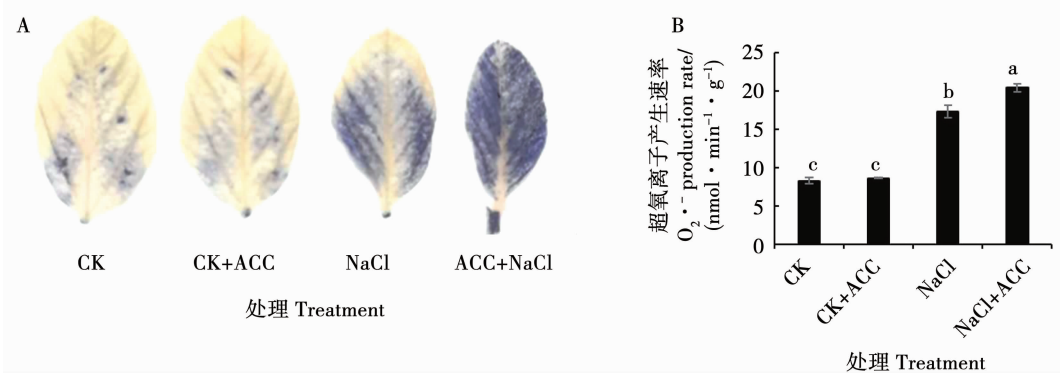 A
CK CK+ACC NaCl ACC+NaCl
处理 Treatment
B
超氧离子产生速率
O₂·⁻ production rate/
(nmol·min⁻¹·g⁻¹)
25
20
15
10
5
0
c c b a
CK CK+ACC NaCl NaCl+ACC
处理 Treatment